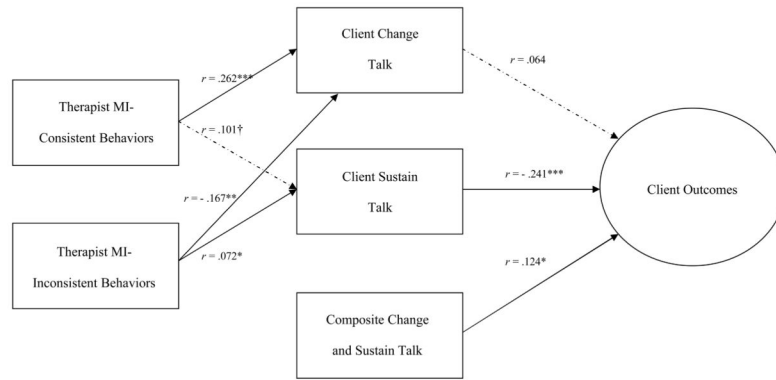 Client Change
Talk
r = .064
r = .262***
Therapist MI-
Consistent Behaviors
r = .101†
Client Sustain
Talk
r = - .241***
Client Outcomes
r = - .167**
Therapist MI-
Inconsistent Behaviors
r = .072*
r = .124*
Composite Change
and Sustain Talk